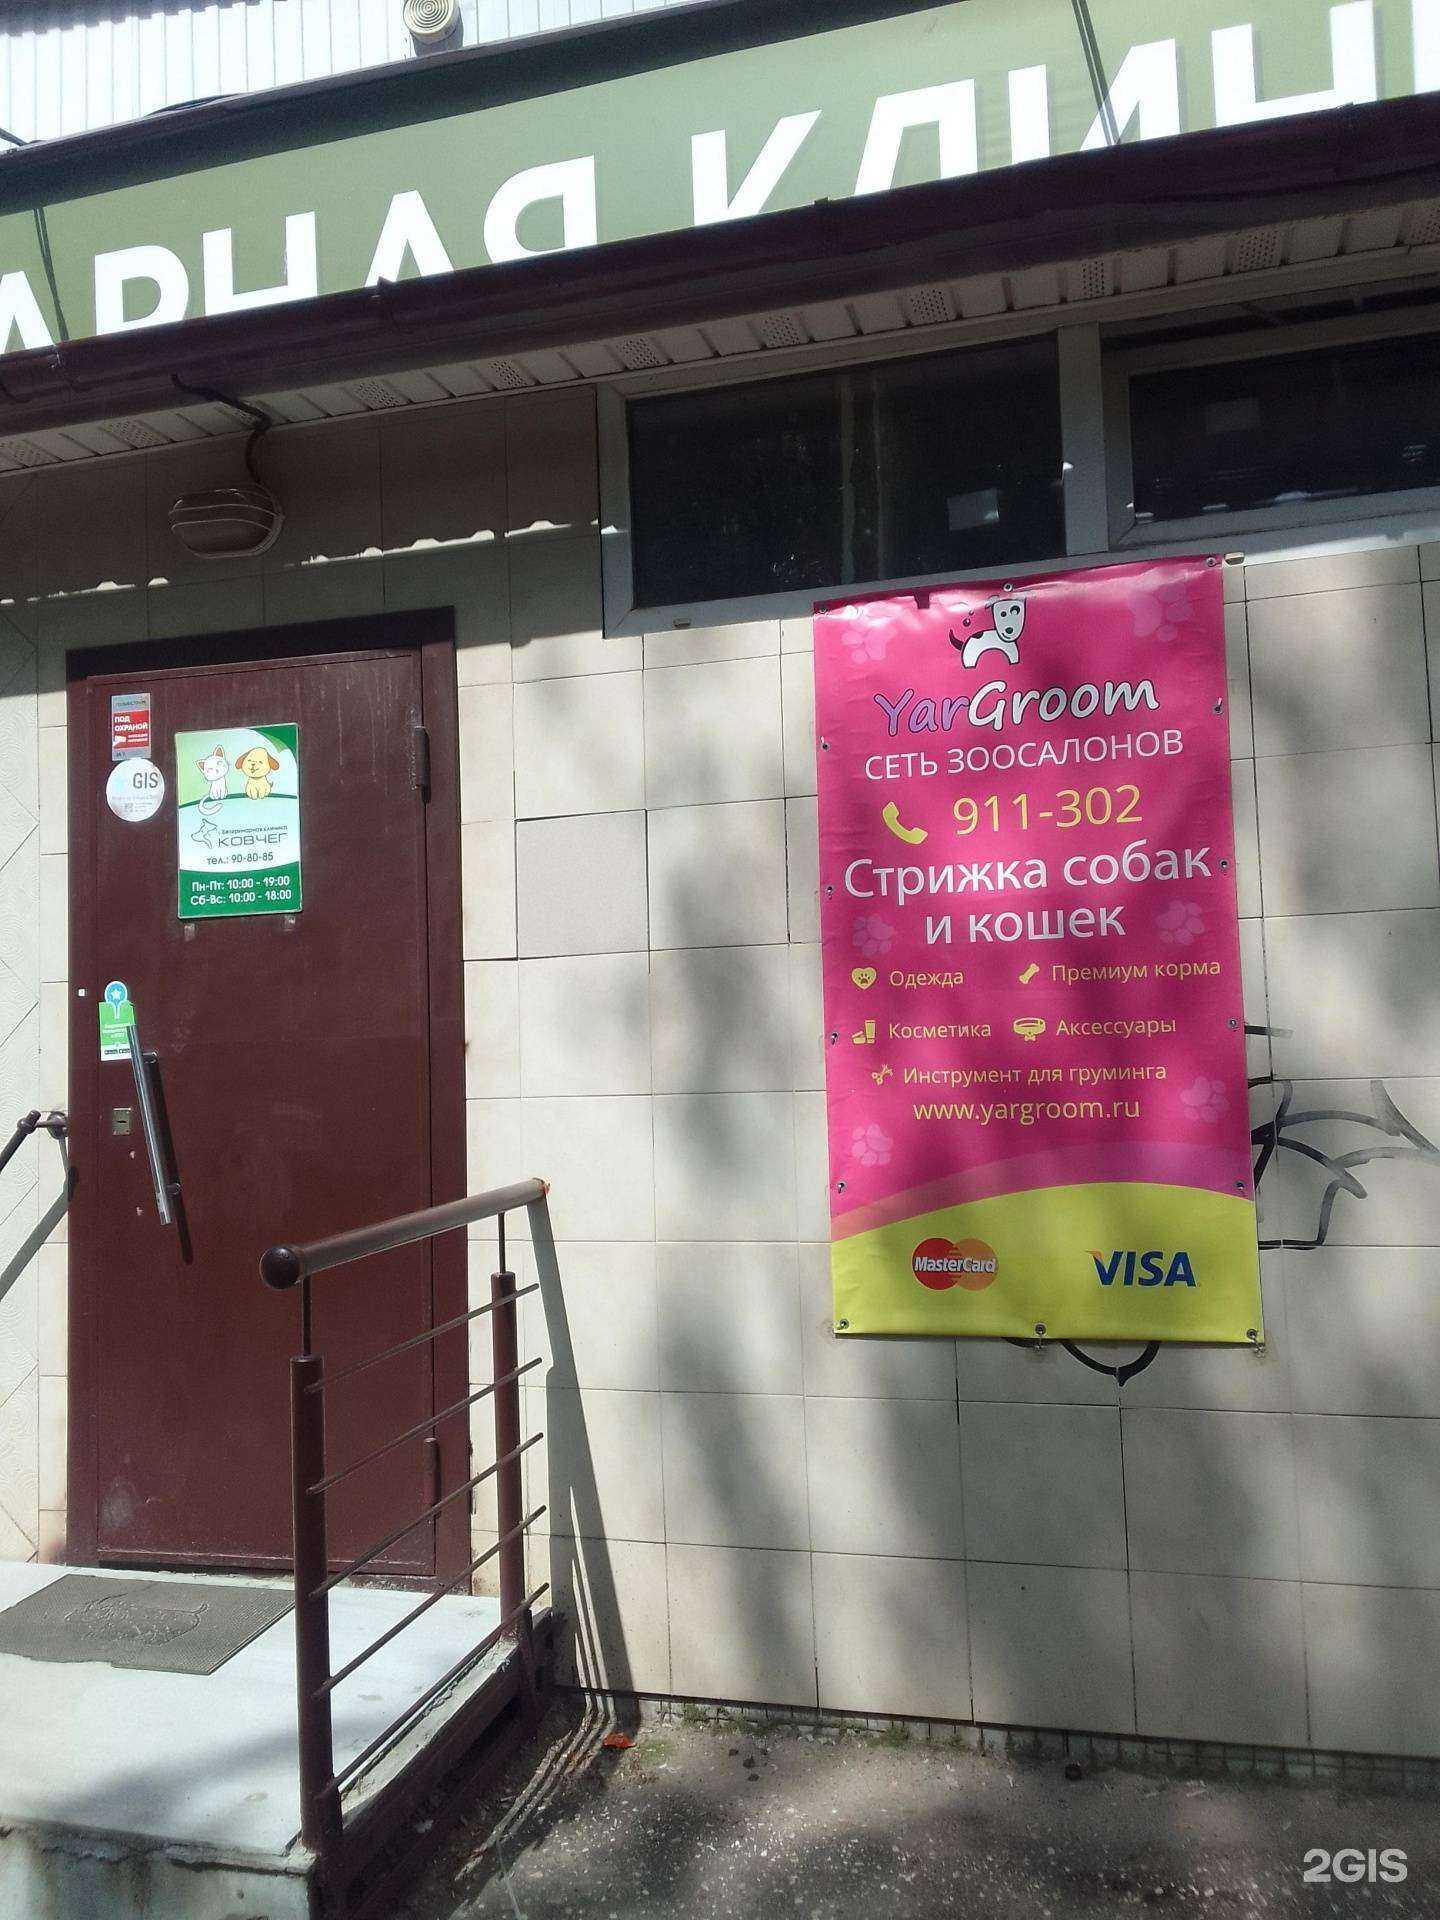 АРНАЯ КЛИН
ПОД
ОХРАНОЙ
GIS
Ветеринарная клиника
КОВЧЕГ
тел.: 90-80-85
Пн-Пт: 10:00 - 19:00
Сб-Вс: 10:00 - 18:00
YarGroom
СЕТЬ ЗООСАЛОНОВ
911-302
Стрижка собак
и кошек
Одежда Премиум корма
Косметика Аксессуары
Инструмент для груминга
www.yargroom.ru
MasterCard VISA
2GIS